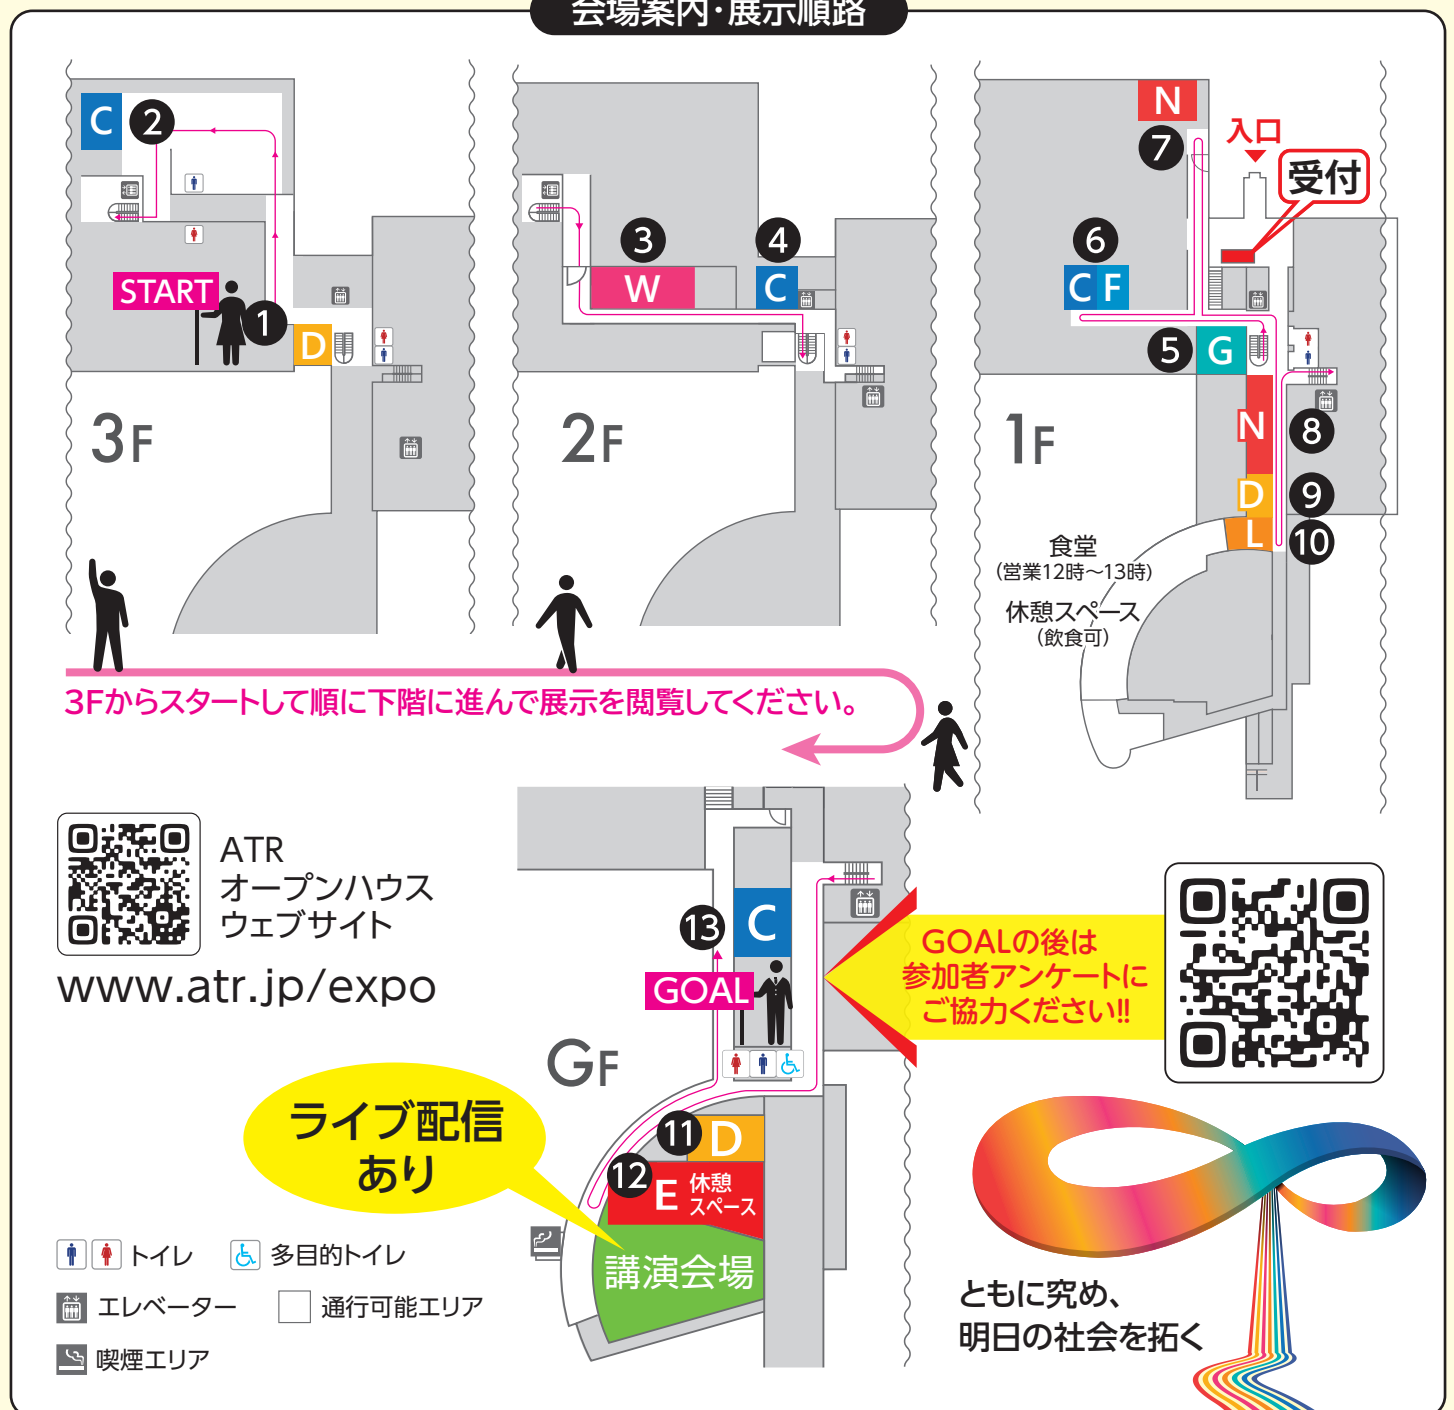 会場案内・展示順路
C 2
START
1
D
3F
3
W
4
C
2F
N
7
入口
受付
6
C F
5 G
1F
N 8
D 9
L 10
食堂
(営業12時〜13時)
休憩スペース
(飲食可)
3Fからスタートして順に下階に進んで展示を閲覧してください。
ATR
オープンハウス
ウェブサイト
www.atr.jp/expo
13 C
GOAL
GF
GOALの後は
参加者アンケートに
ご協力ください!!
ライブ配信
あり
11 D
12 E 休憩
スペース
講演会場
トイレ
多目的トイレ
エレベーター
通行可能エリア
喫煙エリア
ともに究め、
明日の社会を拓く